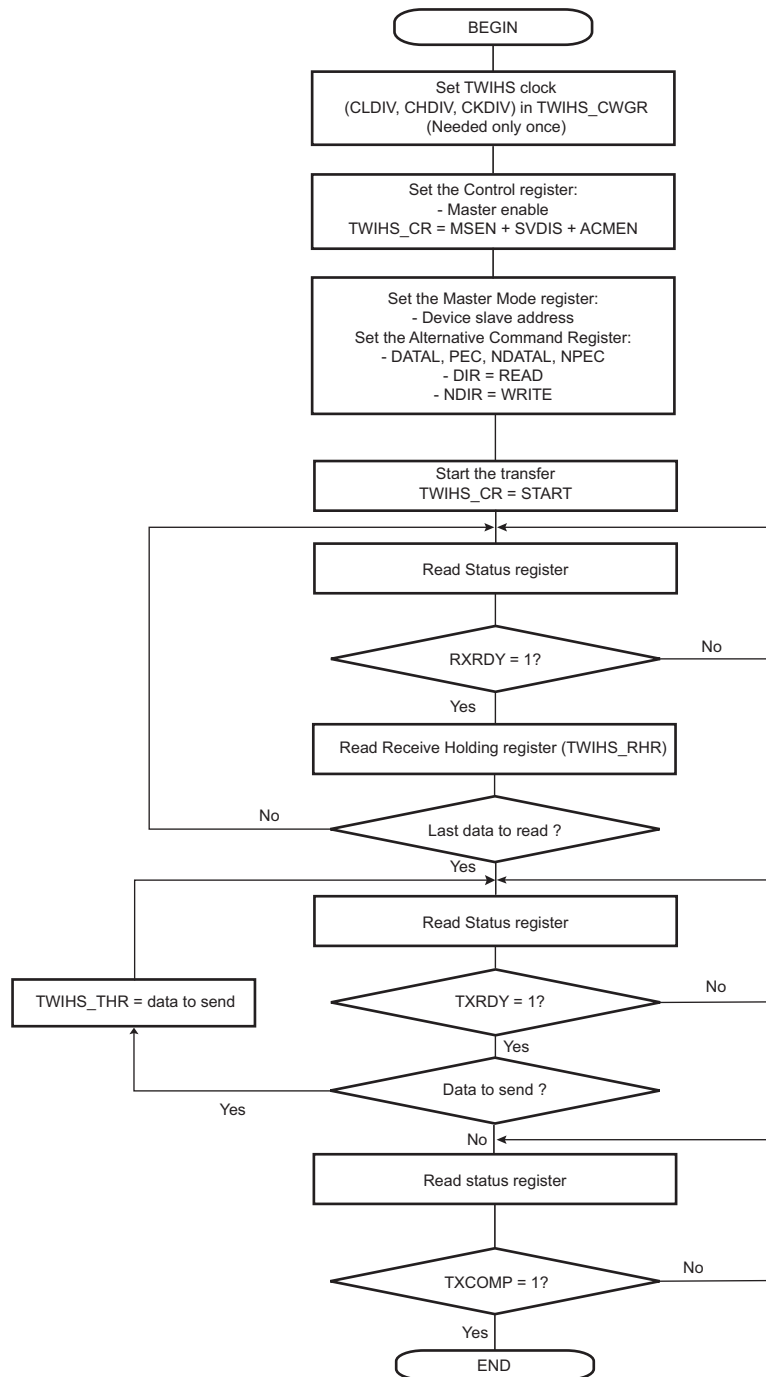 BEGIN
Set TWIHS clock
(CLDIV, CHDIV, CKDIV) in TWIHS_CWGR
(Needed only once)
Set the Control register:
- Master enable
TWIHS_CR = MSEN + SVDIS + ACMEN
Set the Master Mode register:
- Device slave address
Set the Alternative Command Register:
- DATAL, PEC, NDATAL, NPEC
- DIR = READ
- NDIR = WRITE
Start the transfer
TWIHS_CR = START
Read Status register
RXRDY = 1?
No
Yes
Read Receive Holding register (TWIHS_RHR)
No
Last data to read ?
Yes
Read Status register
TWIHS_THR = data to send
TXRDY = 1?
No
Yes
Data to send ?
Yes
No
Read status register
TXCOMP = 1?
No
Yes
END